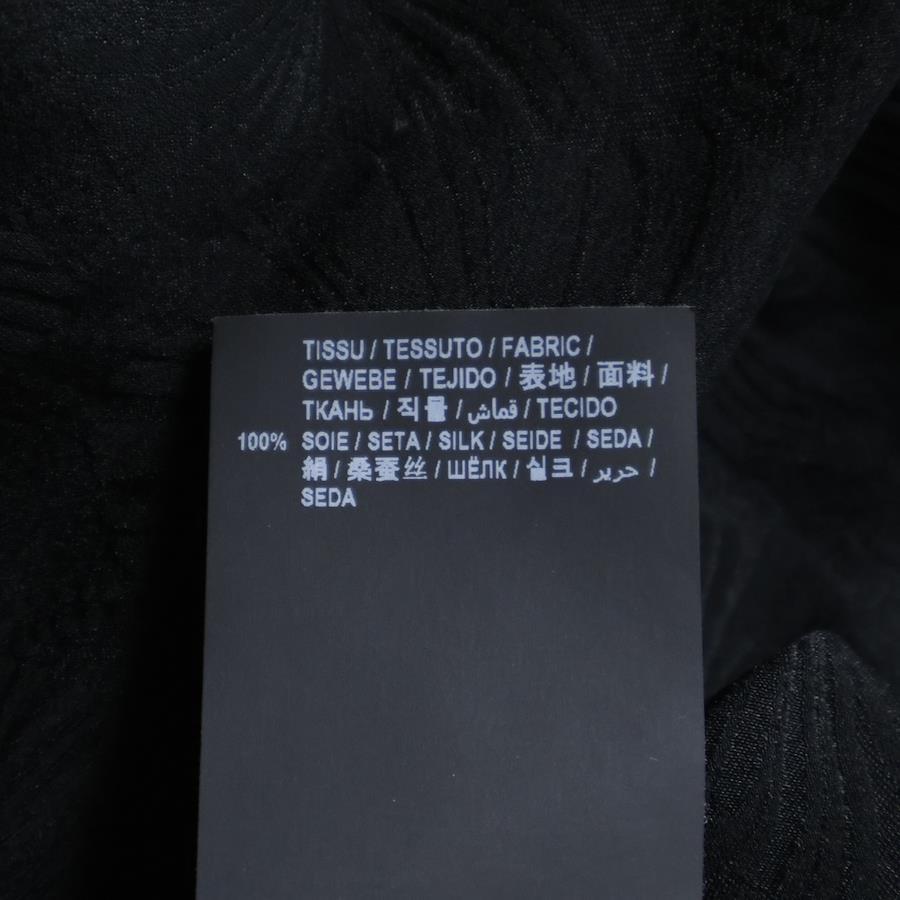 TISSU / TESSUTO / FABRIC /
GEWEBE / TEJIDO / 表地 / 面料 /
ТКАНЬ / 직물 / قماش / TECIDO
100% SOIE / SETA / SILK / SEIDE / SEDA /
絹 / 桑蚕丝 / ШЁЛК / 실크 / حرير /
SEDA